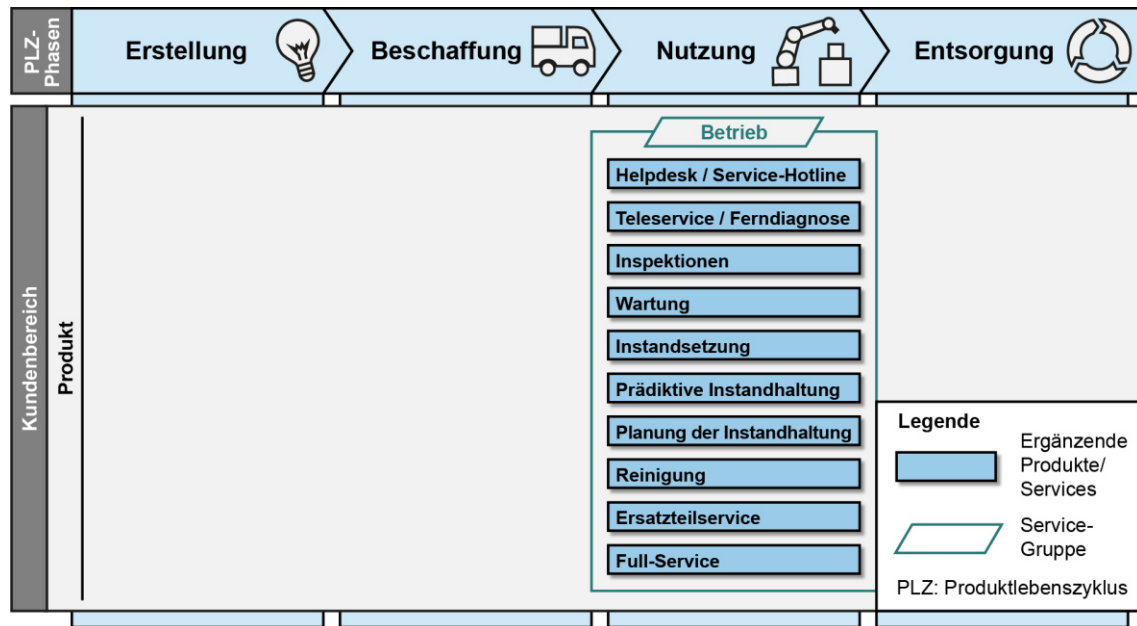 PLZ-
Phasen
Erstellung
Beschaffung
Nutzung
Entsorgung
Kundenbereich
Produkt
Betrieb
Helpdesk / Service-Hotline
Teleservice / Ferndiagnose
Inspektionen
Wartung
Instandsetzung
Prädiktive Instandhaltung
Planung der Instandhaltung
Reinigung
Ersatzteilservice
Full-Service
Legende
Ergänzende
Produkte/
Services
Service-
Gruppe
PLZ: Produktlebenszyklus